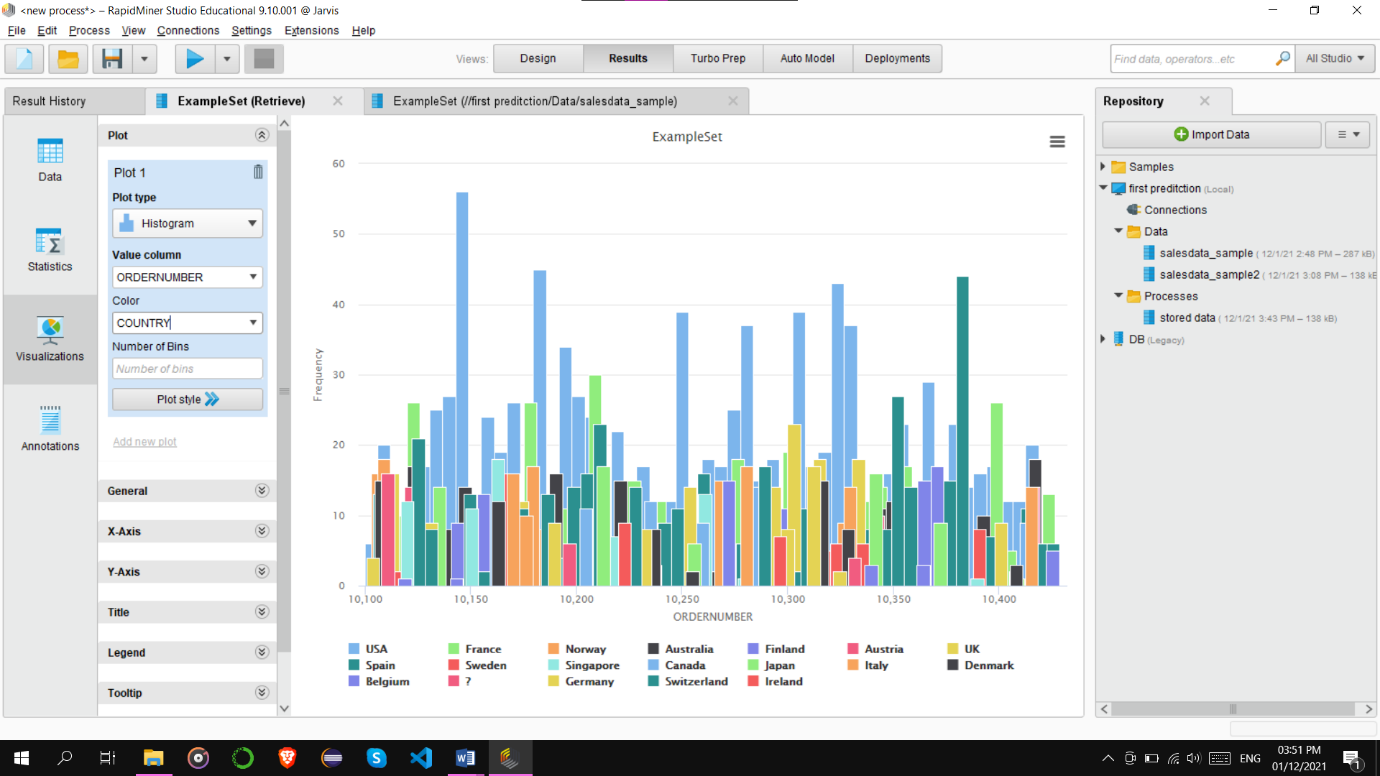 <new process*> – RapidMiner Studio Educational 9.10.001 @ Jarvis
File Edit Process View Connections Settings Extensions Help
Views: Design Results Turbo Prep Auto Model Deployments
Find data, operators...etc All Studio
Result History ExampleSet (Retrieve) ExampleSet (//first preditction/Data/salesdata_sample)
Data
Statistics
Visualizations
Annotations
Plot
Plot 1
Plot type
Histogram
Value column
ORDERNUMBER
Color
COUNTRY
Number of Bins
Number of bins
Plot style
Add new plot
General
X-Axis
Y-Axis
Title
Legend
Tooltip
ExampleSet
60
50
40
30
20
10
0
Frequency
10,100 10,150 10,200 10,250 10,300 10,350 10,400
ORDERNUMBER
USA France Norway Australia Finland Austria UK
Spain Sweden Singapore Canada Japan Italy Denmark
Belgium ? Germany Switzerland Ireland
Repository
Import Data
Samples
first preditction (Local)
Connections
Data
salesdata_sample ( 12/1/21 2:48 PM – 287 kB)
salesdata_sample2 ( 12/1/21 3:08 PM – 138 kB
Processes
stored data ( 12/1/21 3:43 PM – 138 kB)
DB (Legacy)
ENG
03:51 PM
01/12/2021
1